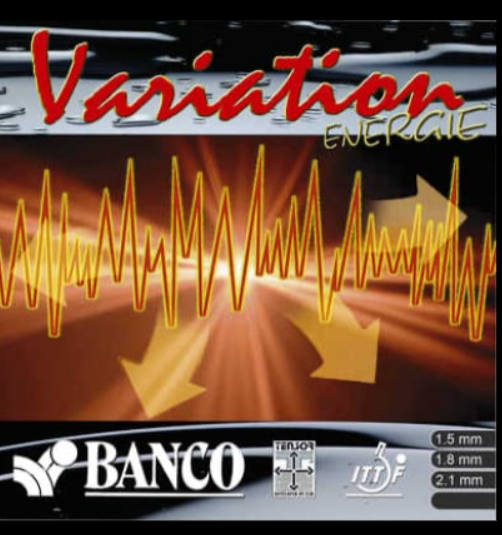 Variation
ENERGIE
BANCO
TENSOR
ITTF
1.5 mm
1.8 mm
2.1 mm